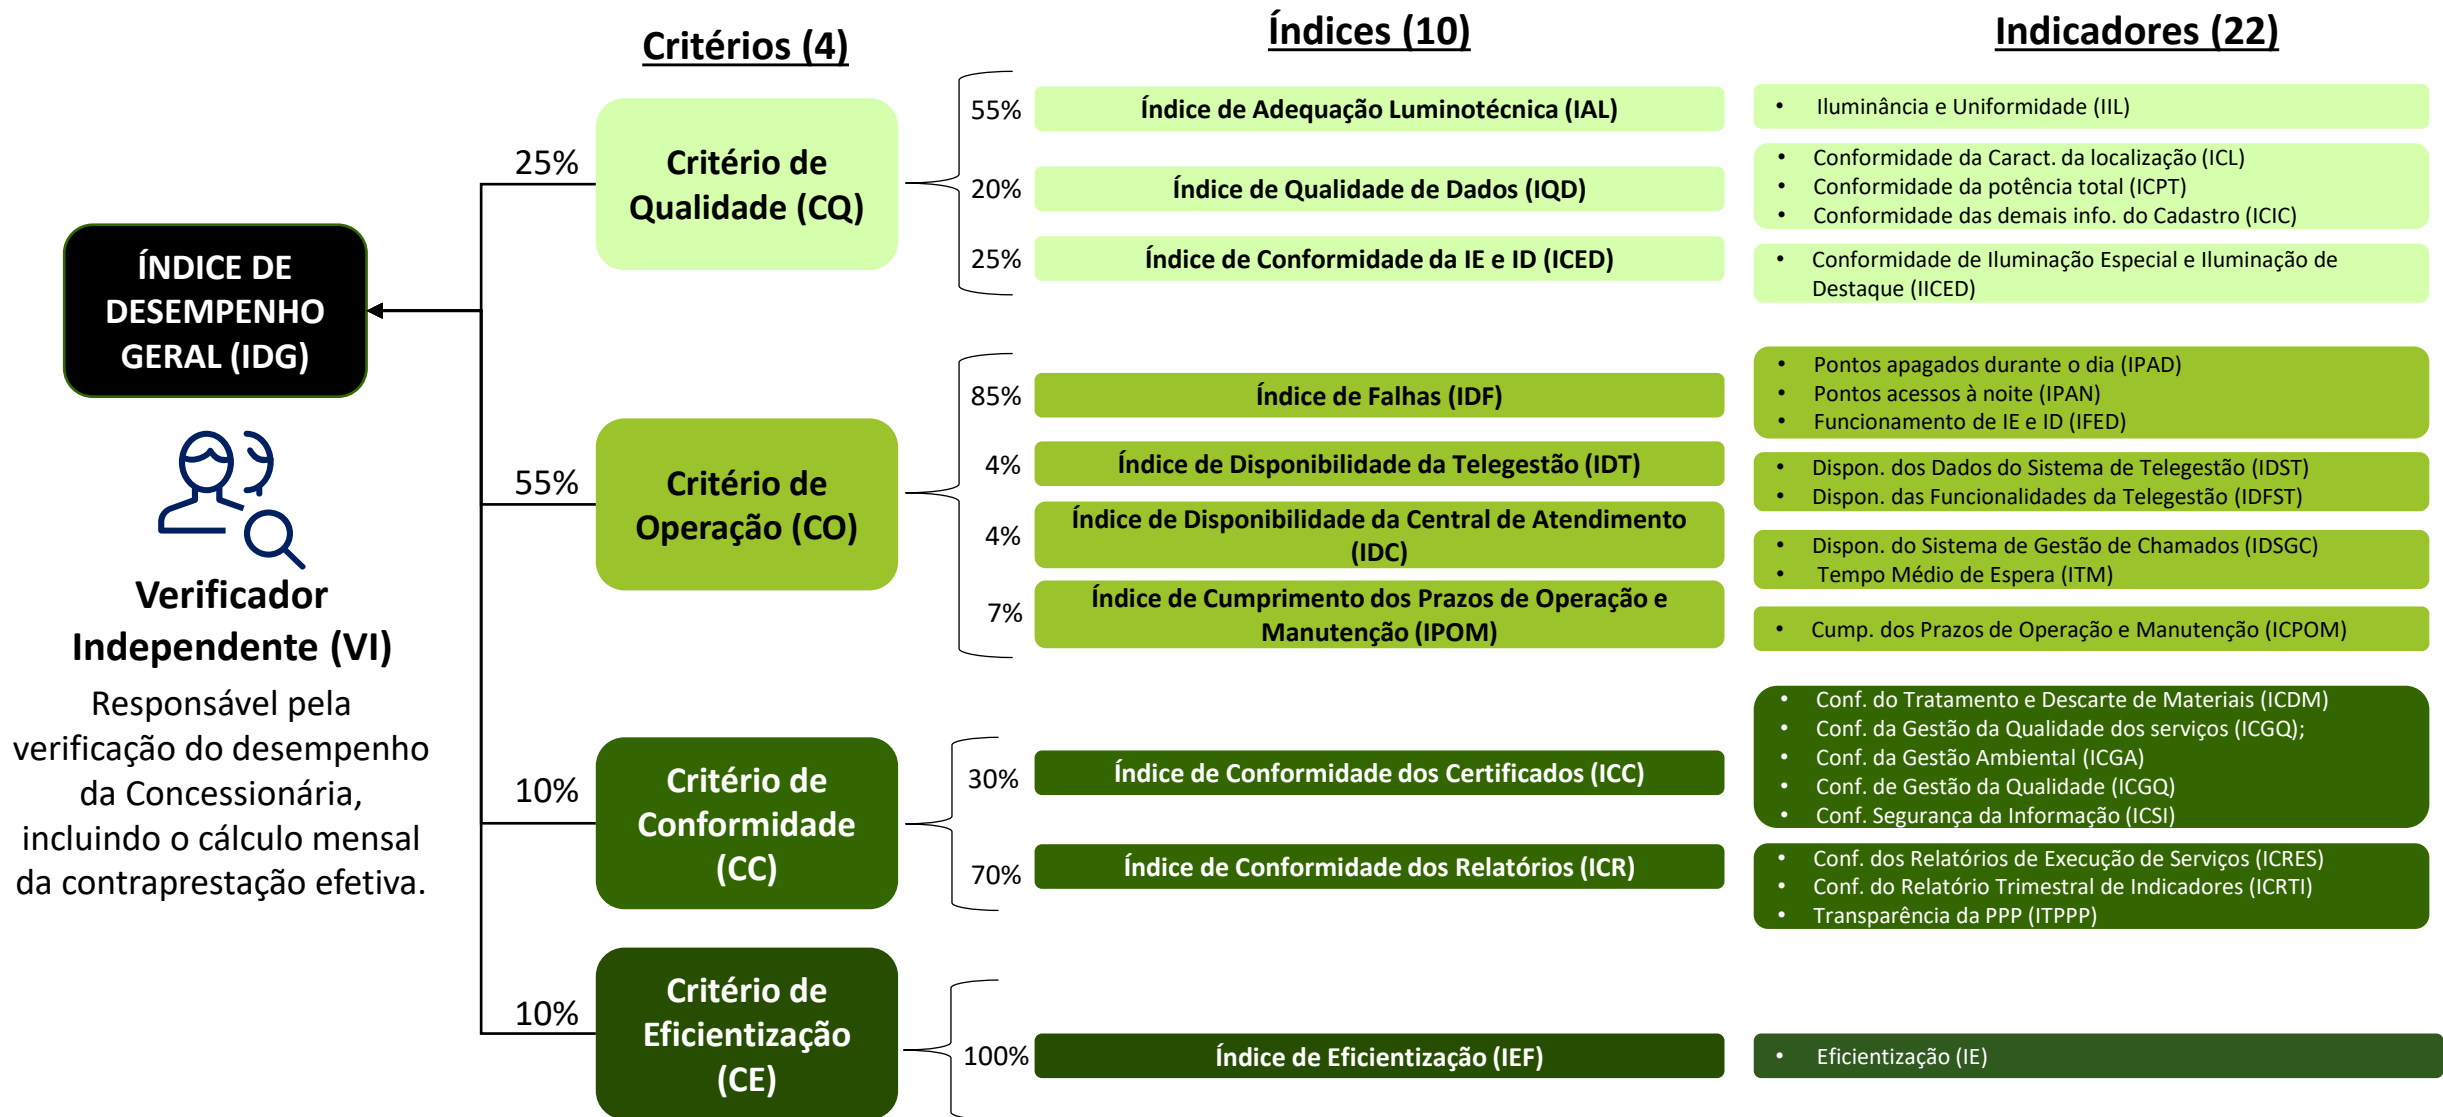 Critérios (4)
Índices (10)
Indicadores (22)
ÍNDICE DE
DESEMPENHO
GERAL (IDG)
Verificador
Independente (VI)
Responsável pela
verificação do desempenho
da Concessionária,
incluindo o cálculo mensal
da contraprestação efetiva.
25%
Critério de
Qualidade (CQ)
55%
Índice de Adequação Luminotécnica (IAL)
• Iluminância e Uniformidade (IIL)
20%
Índice de Qualidade de Dados (IQD)
• Conformidade da Caract. da localização (ICL)
• Conformidade da potência total (ICPT)
• Conformidade das demais info. do Cadastro (ICIC)
25%
Índice de Conformidade da IE e ID (ICED)
• Conformidade de Iluminação Especial e Iluminação de
Destaque (IICED)
55%
Critério de
Operação (CO)
85%
Índice de Falhas (IDF)
• Pontos apagados durante o dia (IPAD)
• Pontos acessos à noite (IPAN)
• Funcionamento de IE e ID (IFED)
4%
Índice de Disponibilidade da Telegestão (IDT)
• Dispon. dos Dados do Sistema de Telegestão (IDST)
• Dispon. das Funcionalidades da Telegestão (IDFST)
4%
Índice de Disponibilidade da Central de Atendimento
(IDC)
• Dispon. do Sistema de Gestão de Chamados (IDSGC)
• Tempo Médio de Espera (ITM)
7%
Índice de Cumprimento dos Prazos de Operação e
Manutenção (IPOM)
• Cump. dos Prazos de Operação e Manutenção (ICPOM)
10%
Critério de
Conformidade
(CC)
30%
Índice de Conformidade dos Certificados (ICC)
• Conf. do Tratamento e Descarte de Materiais (ICDM)
• Conf. da Gestão da Qualidade dos serviços (ICGQ);
• Conf. da Gestão Ambiental (ICGA)
• Conf. de Gestão da Qualidade (ICGQ)
• Conf. Segurança da Informação (ICSI)
70%
Índice de Conformidade dos Relatórios (ICR)
• Conf. dos Relatórios de Execução de Serviços (ICRES)
• Conf. do Relatório Trimestral de Indicadores (ICRTI)
• Transparência da PPP (ITPPP)
10%
Critério de
Eficientização
(CE)
100%
Índice de Eficientização (IEF)
• Eficientização (IE)